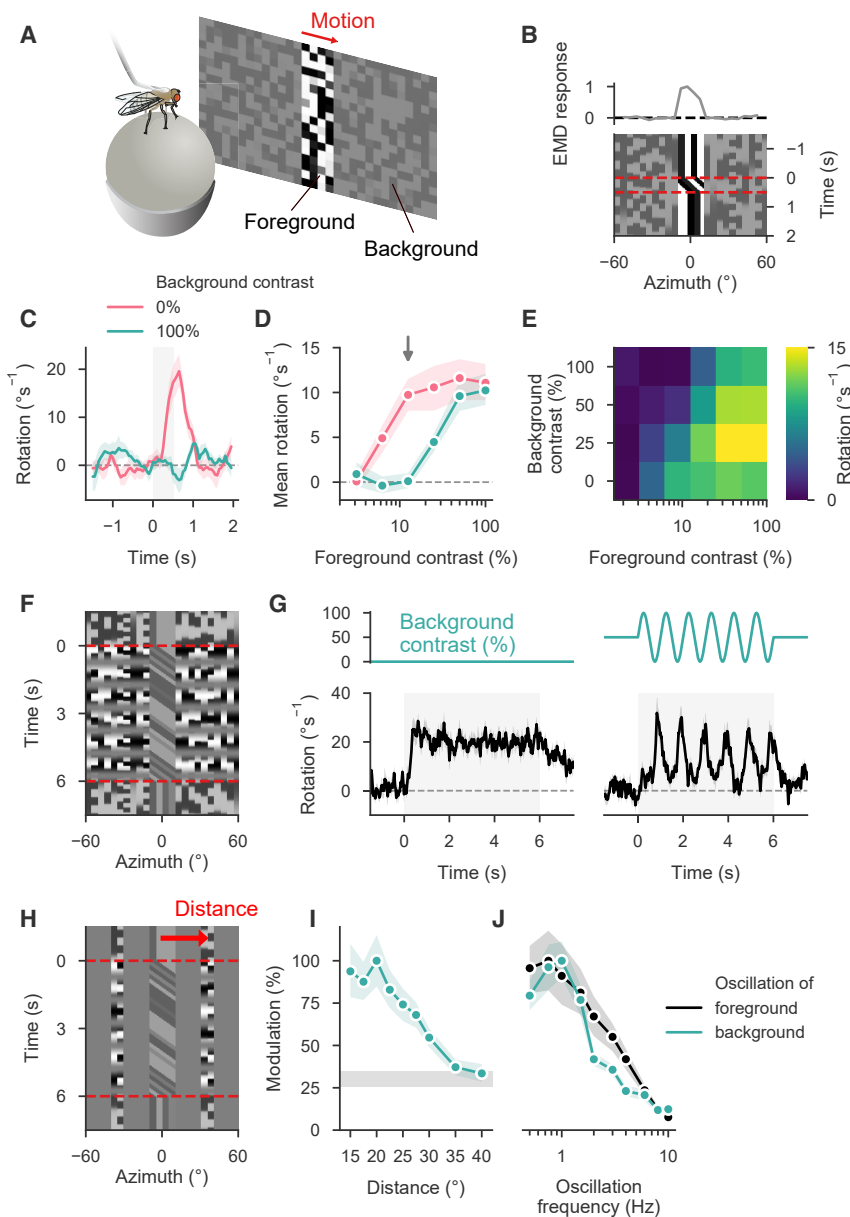 A
Motion
Foreground
Background
B
EMD response
1
0
−1
0
1
2
Time (s)
−60
0
60
Azimuth (°)
Background contrast
0%
100%
C
Rotation (°s−1)
20
10
0
−1
0
1
2
Time (s)
D
Mean rotation (°s−1)
15
10
5
0
10
100
Foreground contrast (%)
E
Background
contrast (%)
100
50
25
0
10
100
Foreground contrast (%)
15
0
Rotation (°s−1)
F
Time (s)
0
3
6
−60
0
60
Azimuth (°)
G
100
50
0
Background
contrast (%)
Rotation (°s−1)
40
20
0
0
2
4
6
Time (s)
0
2
4
6
Time (s)
H
Distance
Time (s)
0
3
6
−60
0
60
Azimuth (°)
I
Modulation (%)
100
75
50
25
0
15
20
25
30
35
40
Distance (°)
J
1
10
Oscillation
frequency (Hz)
Oscillation of
foreground
background